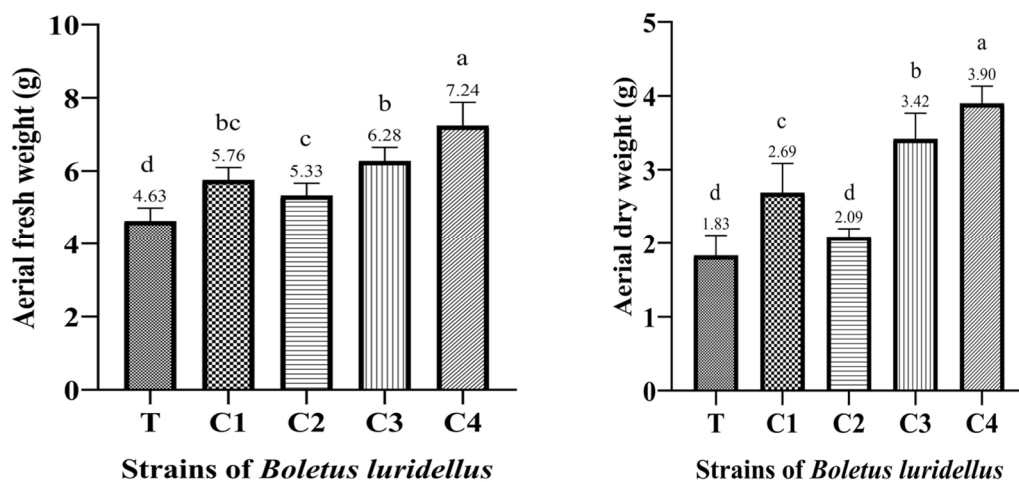 10
8
6
4
2
0
Aerial fresh weight (g)
d
4.63
bc
5.76
c
5.33
b
6.28
a
7.24
T C1 C2 C3 C4
Strains of Boletus luridellus
5
4
3
2
1
0
Aerial dry weight (g)
d
1.83
c
2.69
d
2.09
b
3.42
a
3.90
T C1 C2 C3 C4
Strains of Boletus luridellus